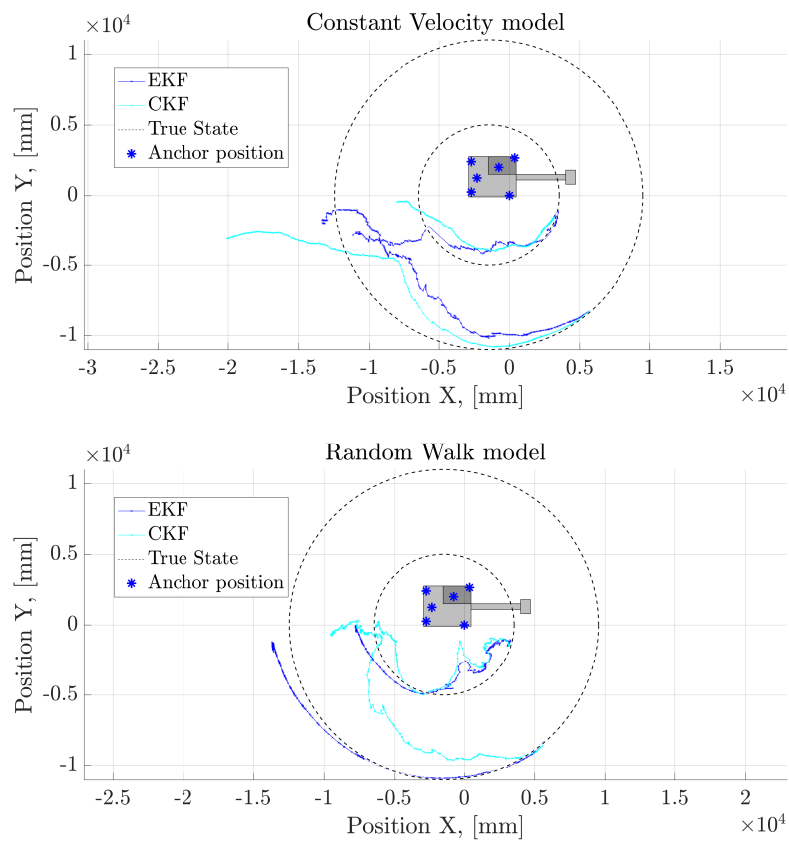 Constant Velocity model
×10⁴
EKF
CKF
True State
Anchor position
1
0.5
0
-0.5
-1
Position Y, [mm]
-3 -2.5 -2 -1.5 -1 -0.5 0 0.5 1 1.5
Position X, [mm]
×10⁴
Random Walk model
×10⁴
EKF
CKF
True State
Anchor position
1
0.5
0
-0.5
-1
Position Y, [mm]
-2.5 -2 -1.5 -1 -0.5 0 0.5 1 1.5 2
Position X, [mm]
×10⁴